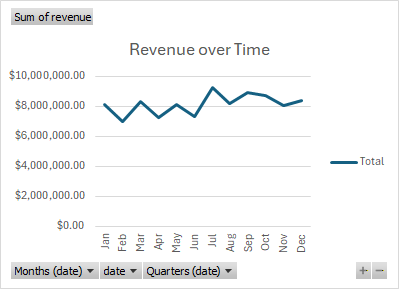 Sum of revenue
Revenue over Time
$10,000,000.00
$8,000,000.00
$6,000,000.00
$4,000,000.00
$2,000,000.00
$0.00
Jan
Feb
Mar
Apr
May
Jun
Jul
Aug
Sep
Oct
Nov
Dec
Total
Months (date) date Quarters (date) + −